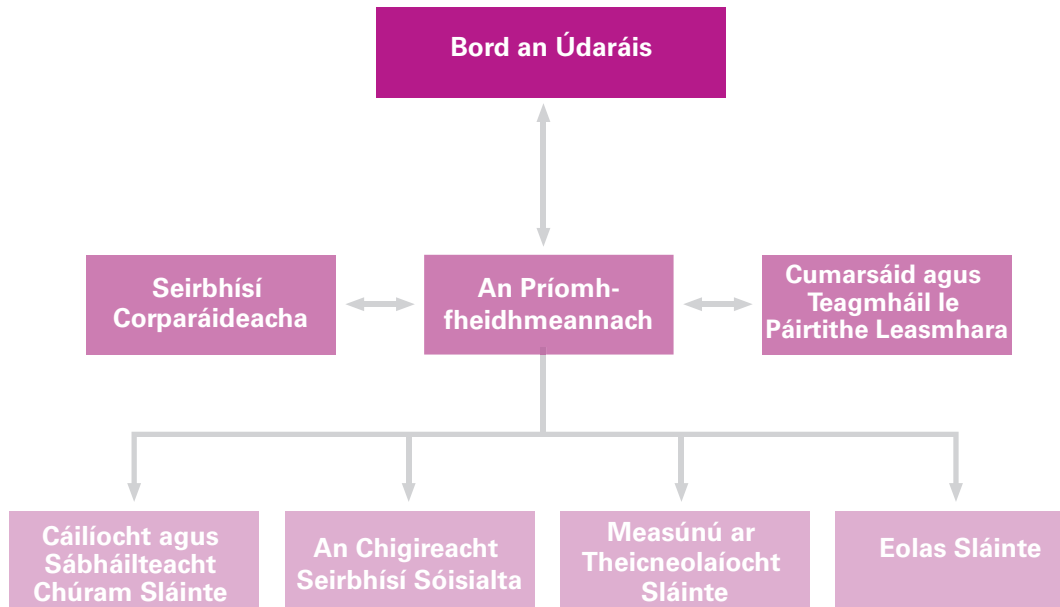 Bord an Údaráis
Seirbhísí
Corparáideacha
An Príomh-
fheidhmeannach
Cumarsáid agus
Teagmháil le
Páirtithe Leasmhara
Cáilíocht agus
Sábháilteacht
Chúram Sláinte
An Chigireacht
Seirbhísí Sóisialta
Measúnú ar
Theicneolaíocht
Sláinte
Eolas Sláinte